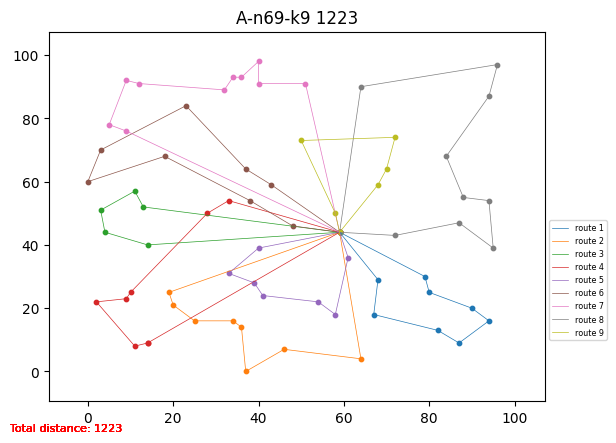 A-n69-k9 1223
100
80
60
40
20
0
0 20 40 60 80 100
route 1
route 2
route 3
route 4
route 5
route 6
route 7
route 8
route 9
Total distance: 1223